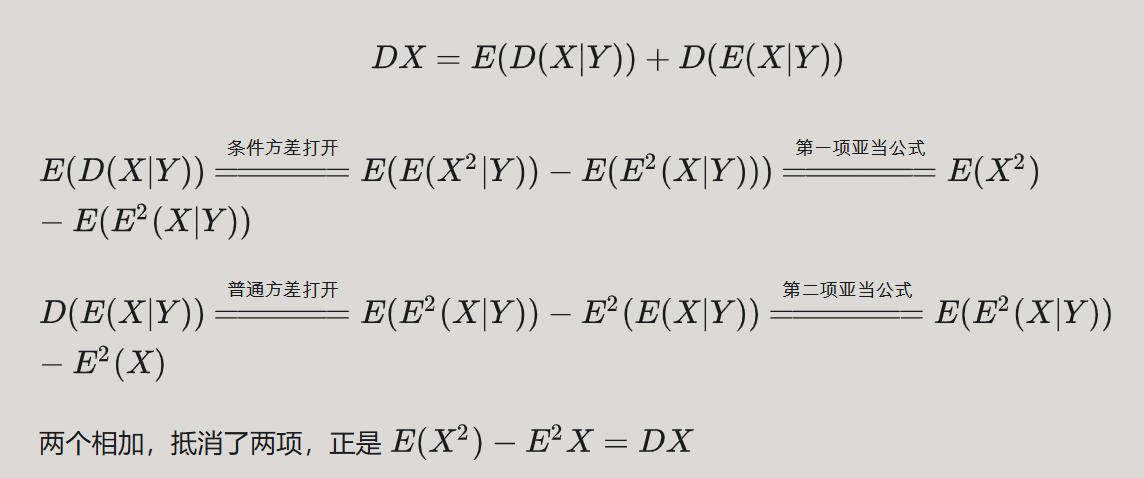 DX = E(D(X|Y)) + D(E(X|Y))
条件方差打开 第一项亚当公式
E(D(X|Y)) = E(E(X²|Y)) − E(E²(X|Y))) = E(X²)
− E(E²(X|Y))
普通方差打开 第二项亚当公式
D(E(X|Y)) = E(E²(X|Y)) − E²(E(X|Y)) = E(E²(X|Y))
− E²(X)
两个相加，抵消了两项，正是 E(X²) − E²X = DX